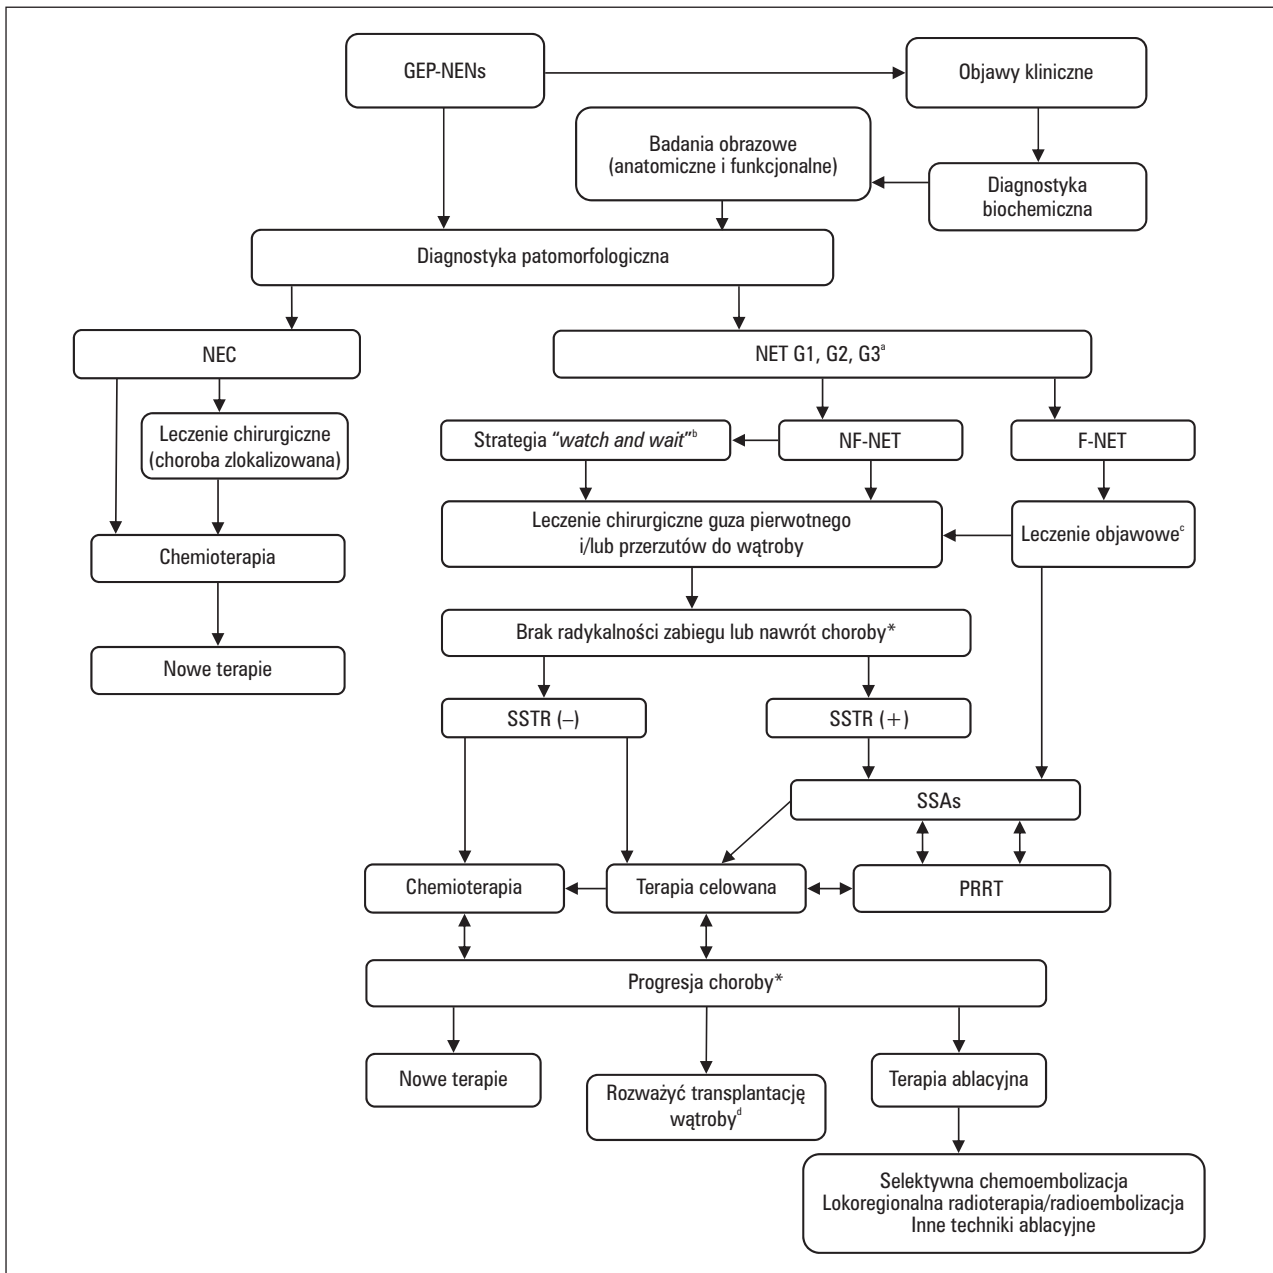 GEP-NENs
Objawy kliniczne
Badania obrazowe
(anatomiczne i funkcjonalne)
Diagnostyka
biochemiczna
Diagnostyka patomorfologiczna
NEC
NET G1, G2, G3ᵃ
Leczenie chirurgiczne
(choroba zlokalizowana)
Strategia “watch and wait”ᵇ
NF-NET
F-NET
Leczenie chirurgiczne guza pierwotnego
i/lub przerzutów do wątroby
Leczenie objawoweᶜ
Chemioterapia
Brak radykalności zabiegu lub nawrót choroby*
Nowe terapie
SSTR (–)
SSTR (+)
SSAs
Chemioterapia
Terapia celowana
PRRT
Progresja choroby*
Nowe terapie
Rozważyć transplantację
wątrobyᵈ
Terapia ablacyjna
Selektywna chemoembolizacja
Lokoregionalna radioterapia/radioembolizacja
Inne techniki ablacyjne